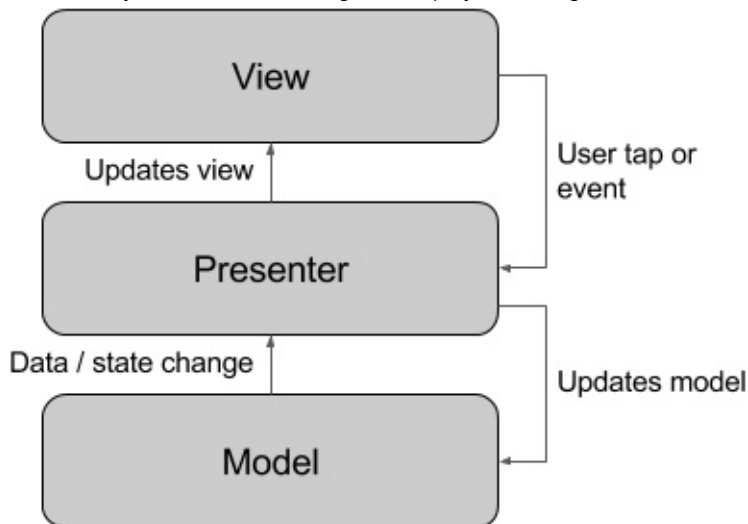 View
Updates view
User tap or
event
Presenter
Data / state change
Updates model
Model